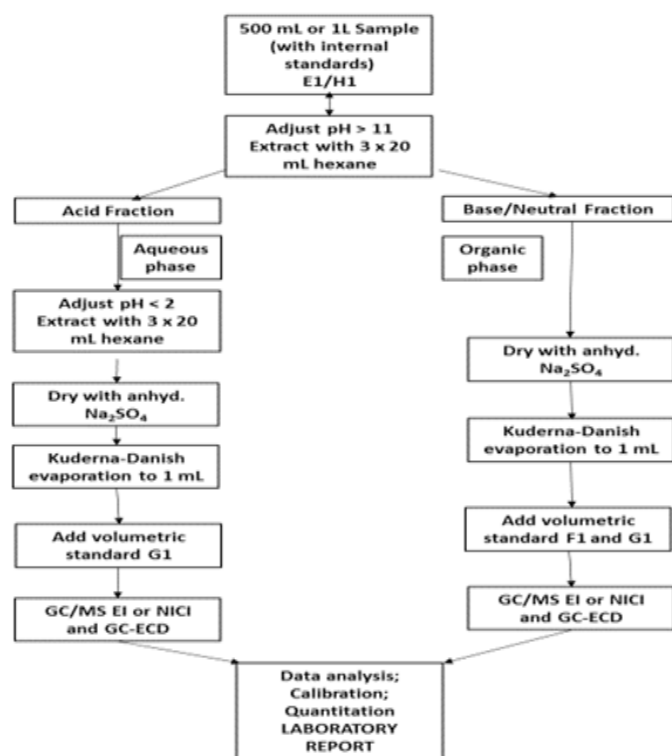 500 mL or 1L Sample
(with internal
standards)
E1/H1
Adjust pH > 11
Extract with 3 x 20
mL hexane
Acid Fraction
Aqueous
phase
Adjust pH < 2
Extract with 3 x 20
mL hexane
Dry with anhyd.
Na₂SO₄
Kuderna-Danish
evaporation to 1 mL
Add volumetric
standard G1
GC/MS EI or NICI
and GC-ECD
Base/Neutral Fraction
Organic
phase
Dry with anhyd.
Na₂SO₄
Kuderna-Danish
evaporation to 1 mL
Add volumetric
standard F1 and G1
GC/MS EI or NICI
and GC-ECD
Data analysis;
Calibration;
Quantitation
LABORATORY
REPORT